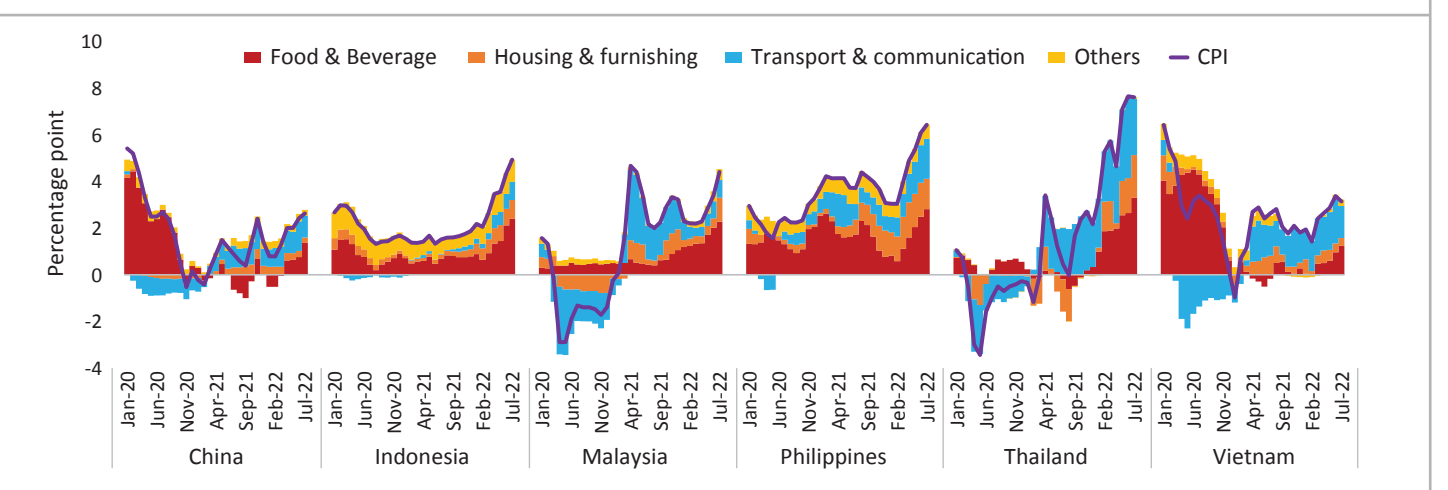 10
Food & Beverage Housing & furnishing Transport & communication Others CPI
8
6
4
2
0
-2
-4
Percentage point
Jan-20 Jun-20 Nov-20 Apr-21 Sep-21 Feb-22 Jul-22
Jan-20 Jun-20 Nov-20 Apr-21 Sep-21 Feb-22 Jul-22
Jan-20 Jun-20 Nov-20 Apr-21 Sep-21 Feb-22 Jul-22
Jan-20 Jun-20 Nov-20 Apr-21 Sep-21 Feb-22 Jul-22
Jan-20 Jun-20 Nov-20 Apr-21 Sep-21 Feb-22 Jul-22
Jan-20 Jun-20 Nov-20 Apr-21 Sep-21 Feb-22 Jul-22
China Indonesia Malaysia Philippines Thailand Vietnam